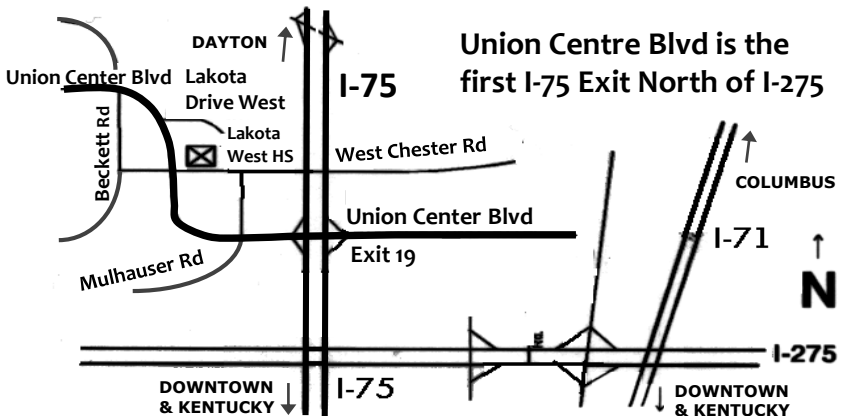 DAYTON
Union Centre Blvd is the
first I-75 Exit North of I-275
Union Center Blvd
Lakota
Drive West
I-75
Beckett Rd
Lakota
West HS
West Chester Rd
COLUMBUS
Union Center Blvd
I-71
Exit 19
Mulhauser Rd
N
I-275
I-75
DOWNTOWN
& KENTUCKY
DOWNTOWN
& KENTUCKY